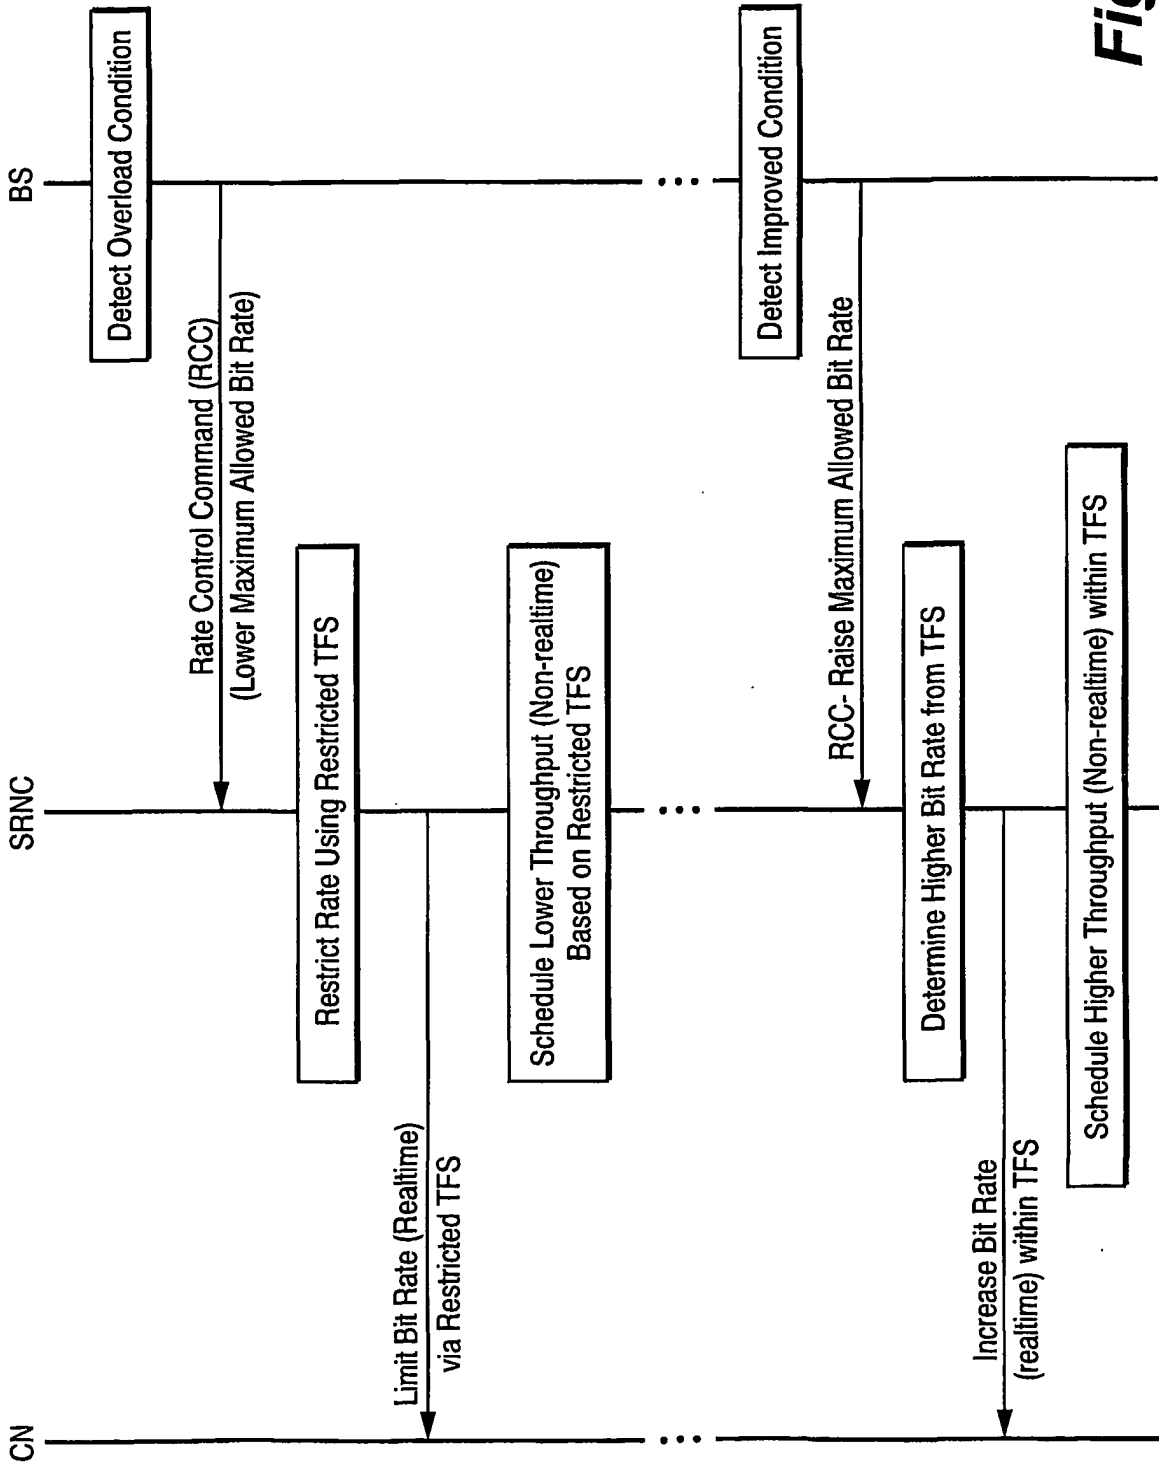 CN
SRNC
BS
Detect Overload Condition
Rate Control Command (RCC)
(Lower Maximum Allowed Bit Rate)
Restrict Rate Using Restricted TFS
Limit Bit Rate (Realtime)
via Restricted TFS
Schedule Lower Throughput (Non-realtime)
Based on Restricted TFS
Detect Improved Condition
RCC- Raise Maximum Allowed Bit Rate
Determine Higher Bit Rate from TFS
Increase Bit Rate
(realtime) within TFS
Schedule Higher Throughput (Non-realtime) within TFS